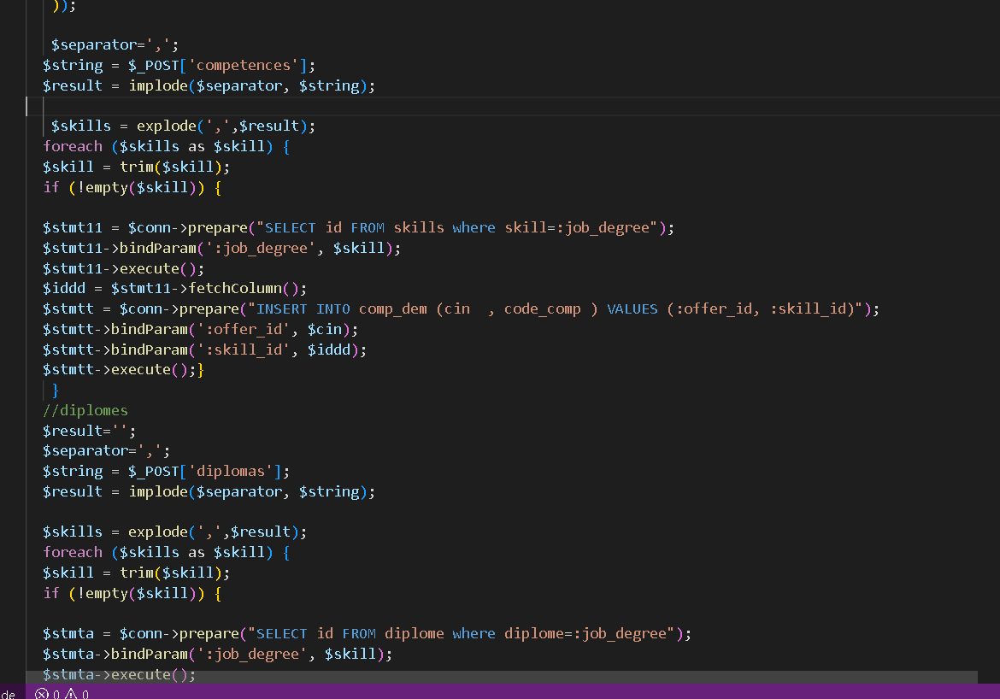 ));
$separator=',';
$string = $_POST['competences'];
$result = implode($separator, $string);
$skills = explode(',',$result);
foreach ($skills as $skill) {
$skill = trim($skill);
if (!empty($skill)) {
$stmt11 = $conn->prepare("SELECT id FROM skills where skill=:job_degree");
$stmt11->bindParam(':job_degree', $skill);
$stmt11->execute();
$iddd = $stmt11->fetchColumn();
$stmtt = $conn->prepare("INSERT INTO comp_dem (cin  , code_comp ) VALUES (:offer_id, :skill_id)");
$stmtt->bindParam(':offer_id', $cin);
$stmtt->bindParam(':skill_id', $iddd);
$stmtt->execute();}
}
//diplomes
$result='';
$separator=',';
$string = $_POST['diplomas'];
$result = implode($separator, $string);
$skills = explode(',',$result);
foreach ($skills as $skill) {
$skill = trim($skill);
if (!empty($skill)) {
$stmta = $conn->prepare("SELECT id FROM diplome where diplome=:job_degree");
$stmta->bindParam(':job_degree', $skill);
$stmta->execute();
de 0 0